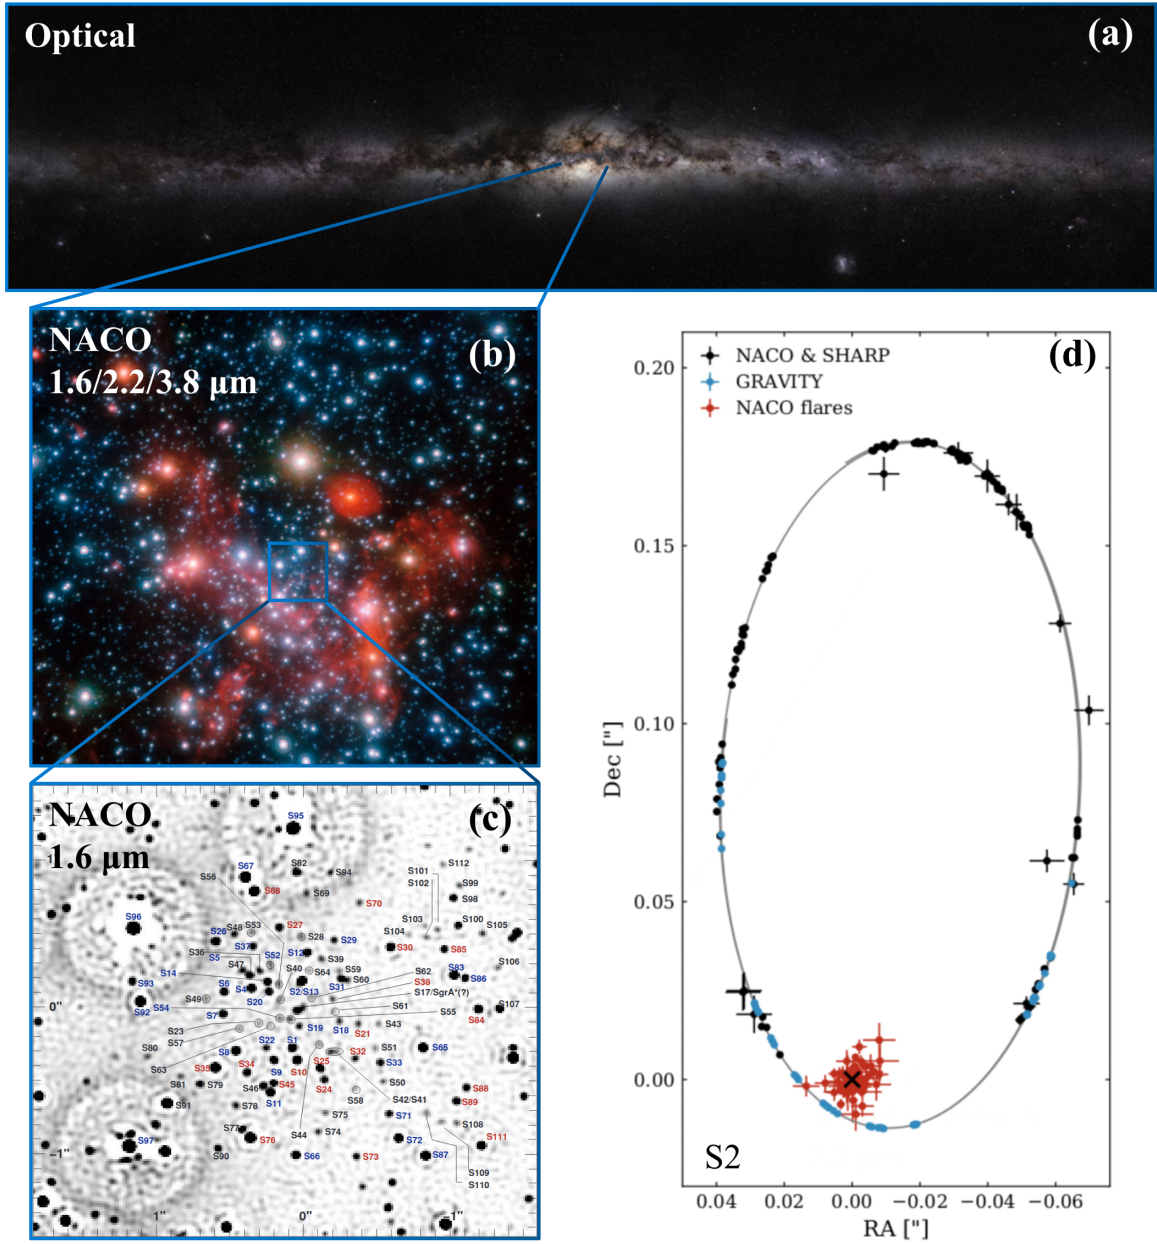 Optical
(a)
NACO
1.6/2.2/3.8 μm
(b)
NACO
1.6 μm
(c)
S95
S82
S67
S94
S56
S66
S69
S70
S112
S101
S102
S99
S98
S96
S27
S48
S53
S26
S28
S29
S103
S104
S100
S105
S30
S85
S36
S37
S5
S52
S12
S47
S40
S64
S59
S60
S62
S38
S83
S86
S106
S14
S93
S6
S4
S2/S13
S31
S17/SgrA*(?)
0"
S49
S92
S54
S20
S61
S55
S107
S84
S7
S23
S57
S19
S18
S21
S43
S80
S63
S22
S1
S8
S32
S51
S65
S35
S34
S9
S10
S25
S33
S81
S79
S46
S45
S24
S50
S88
S91
S78
S11
S58
S42/S41
S89
S75
S71
S77
S76
S44
S74
S72
S108
S111
S97
S90
S66
S73
S87
S109
S110
-1"
1"
0"
-1"
(d)
NACO & SHARP
GRAVITY
NACO flares
0.20
0.15
0.10
0.05
0.00
Dec ["]
S2
0.04
0.02
0.00
−0.02
−0.04
−0.06
RA ["]